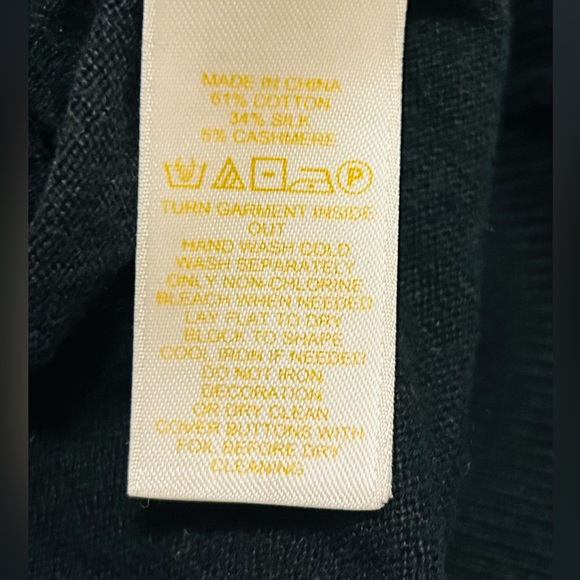 MADE IN CHINA
61% COTTON
34% SILK
5% CASHMERE
P
TURN GARMENT INSIDE
OUT
HAND WASH COLD
WASH SEPARATELY
ONLY NON-CHLORINE
BLEACH WHEN NEEDED
LAY FLAT TO DRY
BLOCK TO SHAPE
COOL IRON IF NEEDED
DO NOT IRON
DECORATION
OR DRY CLEAN
COVER BUTTONS WITH
FOIL BEFORE DRY
CLEANING